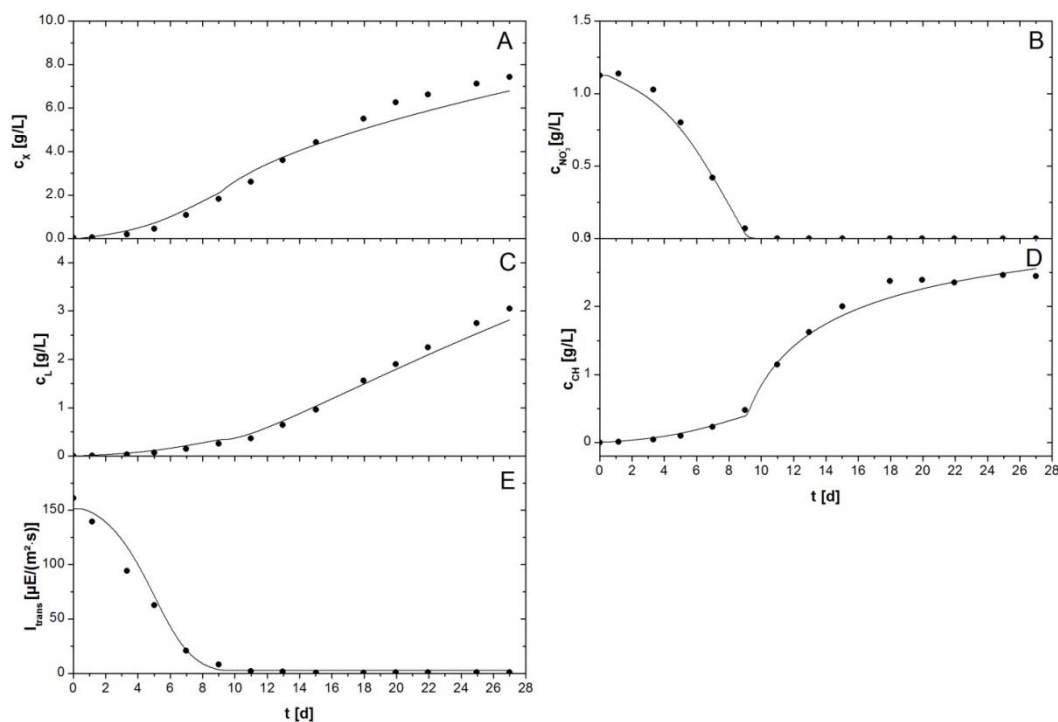 A
10.0
8.0
6.0
4.0
2.0
0.0
c_X [g/L]
B
1.5
1.0
0.5
0.0
c_NO3- [g/L]
C
4
3
2
1
0
c_L [g/L]
D
2
1
0
c_CH [g/L]
0 2 4 6 8 10 12 14 16 18 20 22 24 26 28
t [d]
E
150
100
50
0
I_trans [µE/(m²·s)]
0 2 4 6 8 10 12 14 16 18 20 22 24 26 28
t [d]